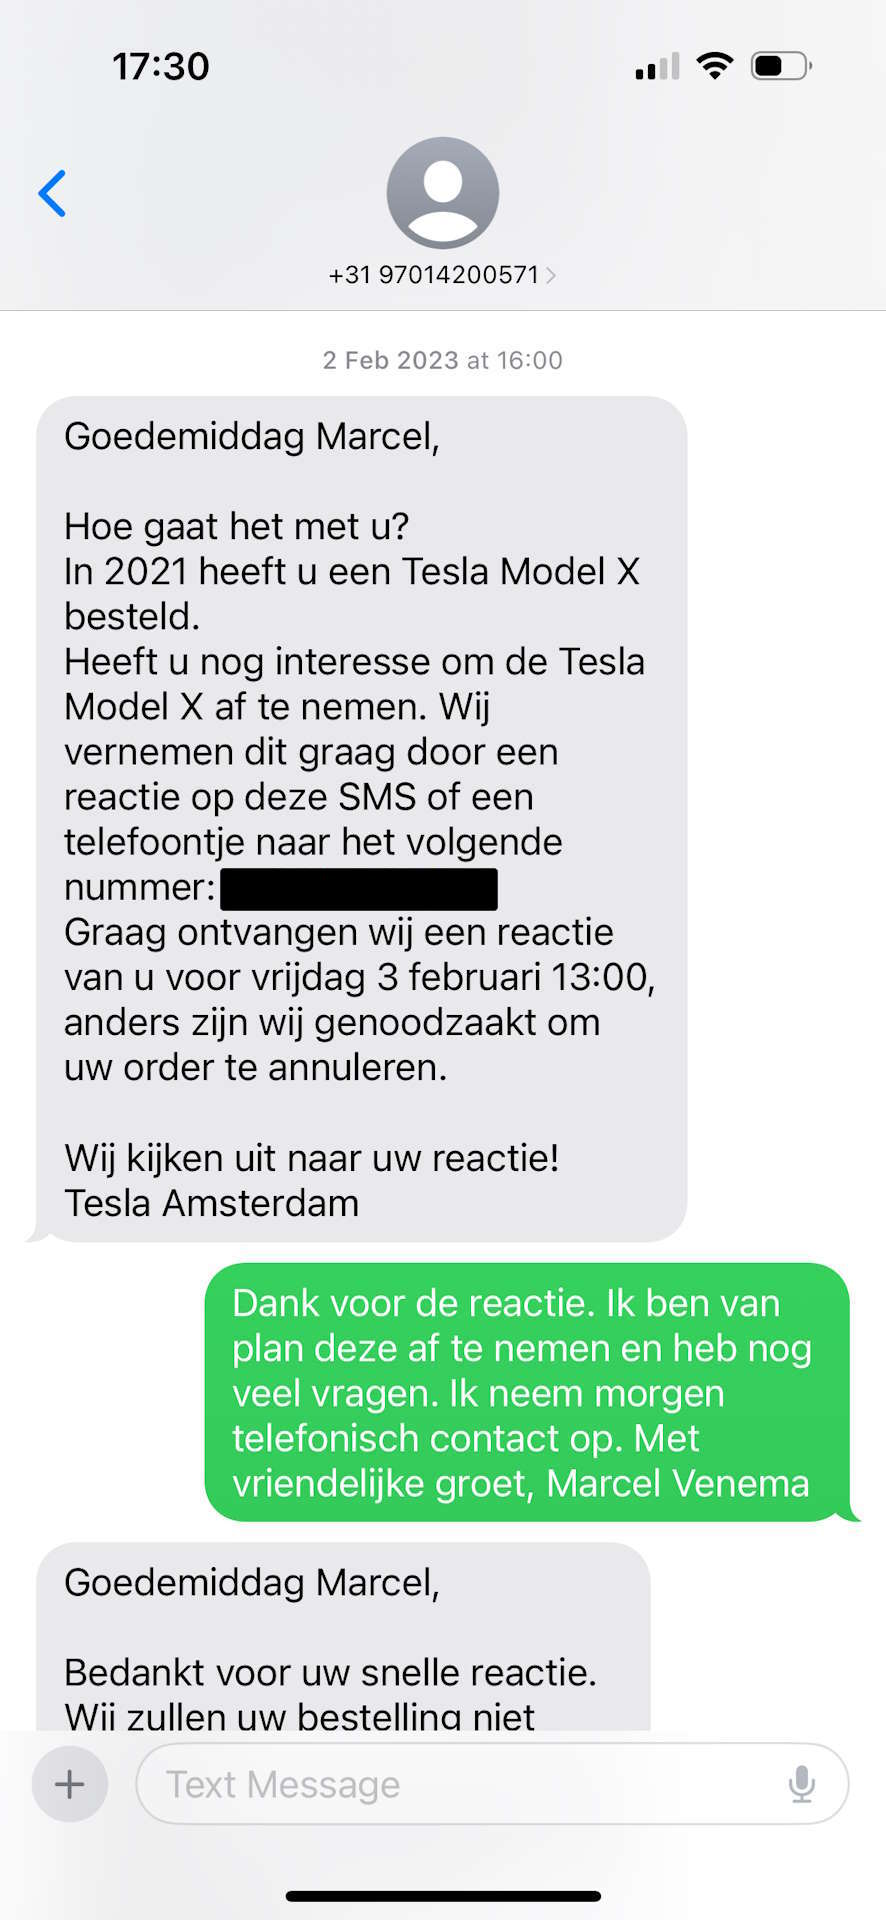 17:30
+31 97014200571
2 Feb 2023 at 16:00
Goedemiddag Marcel,
Hoe gaat het met u?
In 2021 heeft u een Tesla Model X
besteld.
Heeft u nog interesse om de Tesla
Model X af te nemen. Wij
vernemen dit graag door een
reactie op deze SMS of een
telefoontje naar het volgende
nummer:
Graag ontvangen wij een reactie
van u voor vrijdag 3 februari 13:00,
anders zijn wij genoodzaakt om
uw order te annuleren.
Wij kijken uit naar uw reactie!
Tesla Amsterdam
Dank voor de reactie. Ik ben van
plan deze af te nemen en heb nog
veel vragen. Ik neem morgen
telefonisch contact op. Met
vriendelijke groet, Marcel Venema
Goedemiddag Marcel,
Bedankt voor uw snelle reactie.
Wij zullen uw bestelling niet
Text Message